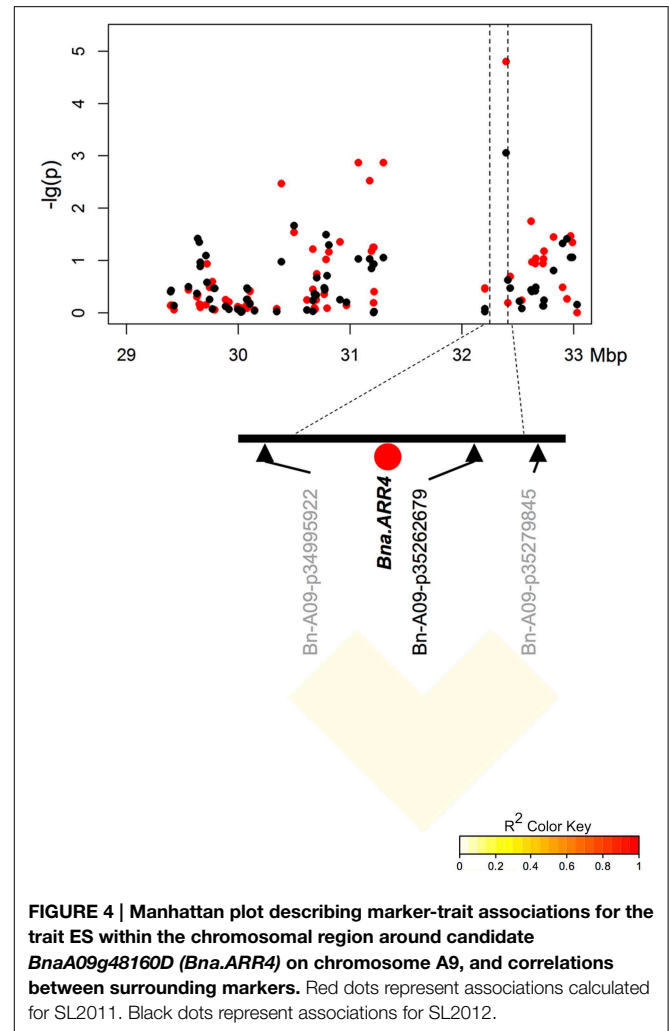 5
4
3
2
1
0
-lg(p)
29 30 31 32 33 Mbp
Bn-A09-p34995922
Bna.ARR4
Bn-A09-p35262679
Bn-A09-p35279845
R² Color Key
0 0.2 0.4 0.6 0.8 1
FIGURE 4 | Manhattan plot describing marker-trait associations for the
trait ES within the chromosomal region around candidate
BnaA09g48160D (Bna.ARR4) on chromosome A9, and correlations
between surrounding markers. Red dots represent associations calculated
for SL2011. Black dots represent associations for SL2012.